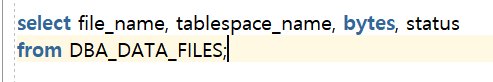 select file_name, tablespace_name, bytes, status
from DBA_DATA_FILES;